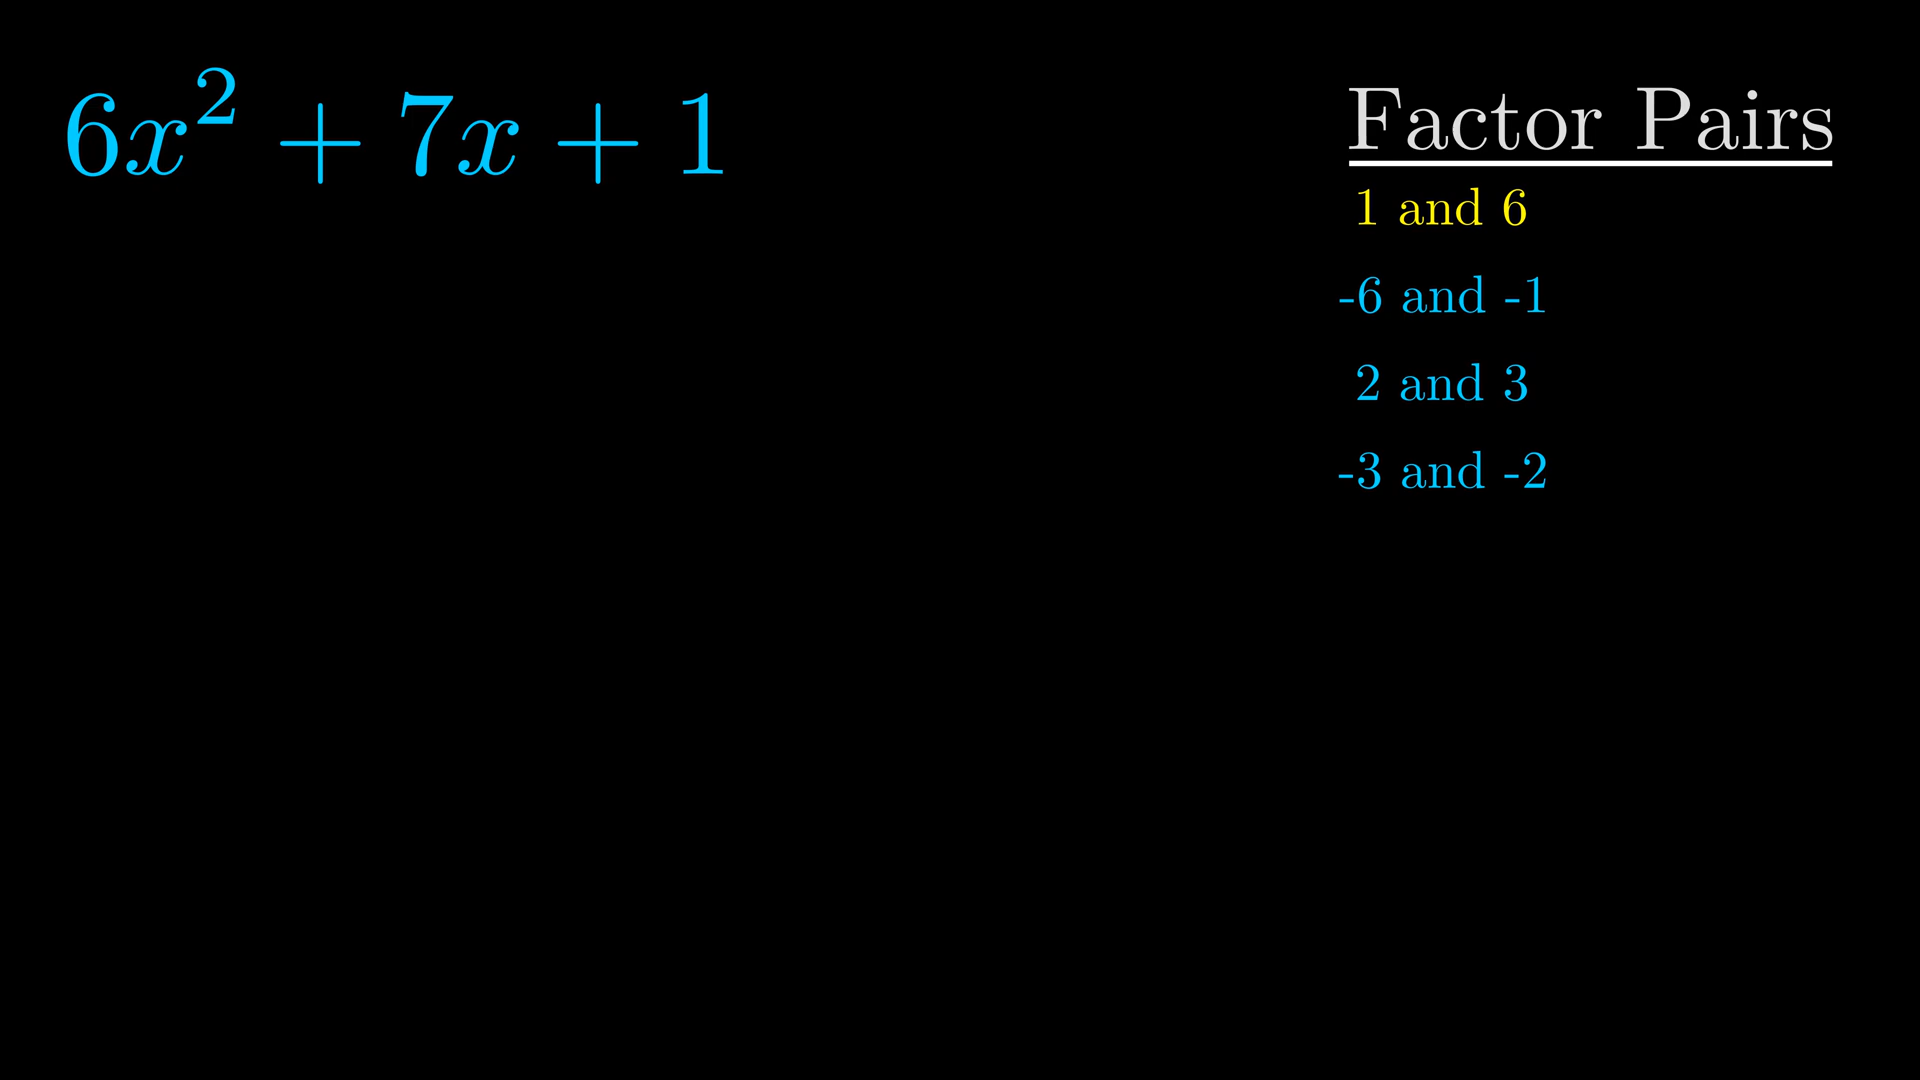 6x² + 7x + 1
Factor Pairs
1 and 6
-6 and -1
2 and 3
-3 and -2